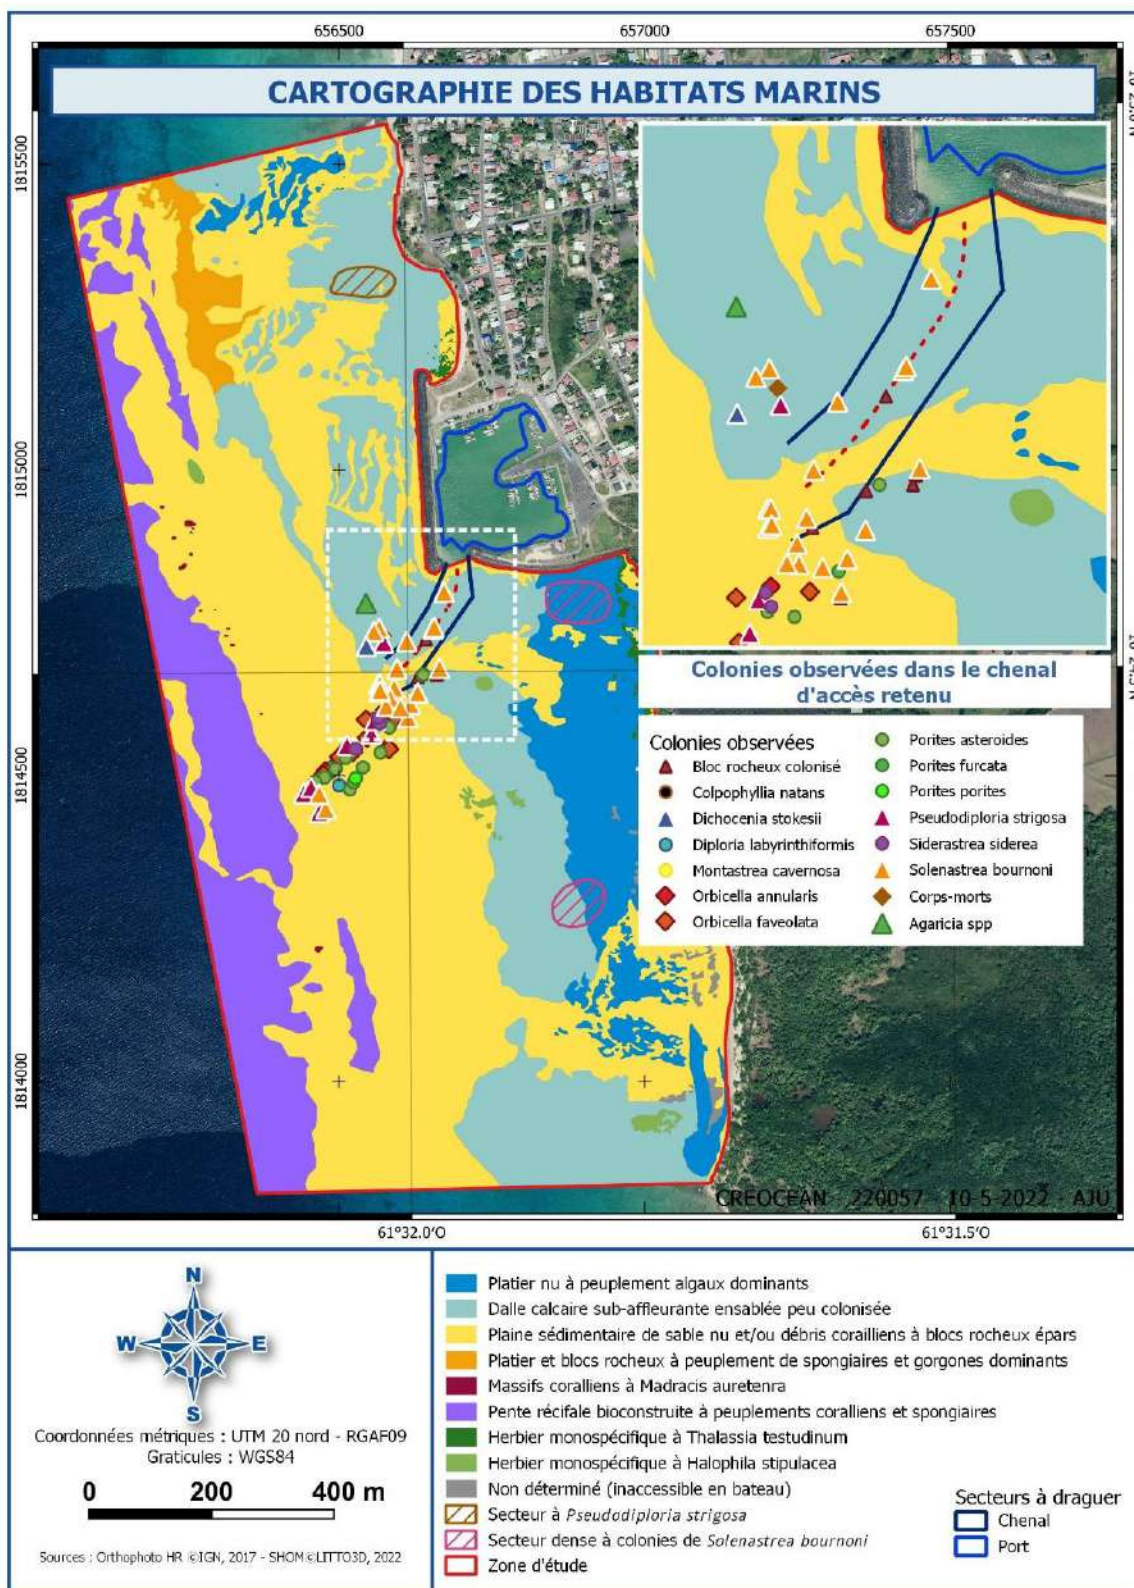 656500
657000
657500
CARTOGRAPHIE DES HABITATS MARINS
1815500
1815000
1814500
1814000
Colonies observées dans le chenal
d'accès retenu
Colonies observées
Bloc rocheux colonisé
Colpophyllia natans
Dichocenia stokesii
Diploria labyrinthiformis
Montastrea cavernosa
Orbicella annularis
Orbicella faveolata
Porites asteroides
Porites furcata
Porites porites
Pseudodiploria strigosa
Siderastrea siderea
Solenastrea bournoni
Corps-morts
Agaricia spp
CREOCEAN 220057 - 10-5-2022 - AJU
61°32.0'O
61°31.5'O
N
W
E
S
Coordonnées métriques : UTM 20 nord - RGAF09
Graticules : WGS84
0 200 400 m
Sources : Orthophoto HR ©IGN, 2017 - SHOM©LITTO3D, 2022
Platier nu à peuplement algaux dominants
Dalle calcaire sub-affleurante ensablée peu colonisée
Plaine sédimentaire de sable nu et/ou débris corailliens à blocs rocheux épars
Platier et blocs rocheux à peuplement de spongiaires et gorgones dominants
Massifs coralliens à Madracis auretenra
Pente récifale bioconstruite à peuplements coralliens et spongiaires
Herbier monospécifique à Thalassia testudinum
Herbier monospécifique à Halophila stipulacea
Non déterminé (inaccessible en bateau)
Secteur à Pseudodiploria strigosa
Secteur dense à colonies de Solenastrea bournoni
Zone d'étude
Secteurs à draguer
Chenal
Port